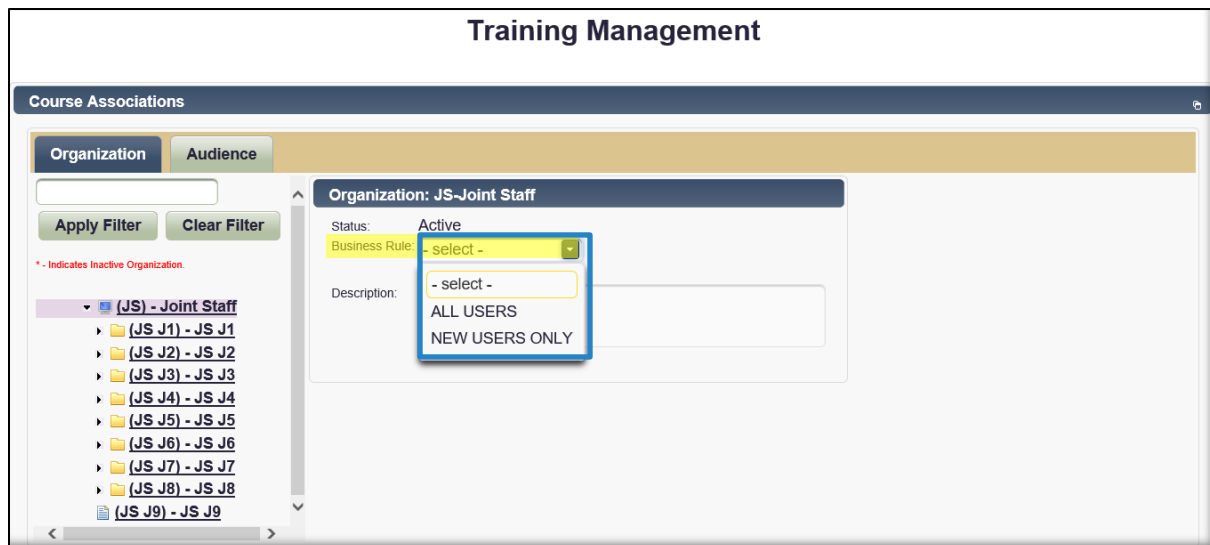 Training Management
Course Associations
Organization
Audience
Apply Filter
Clear Filter
* - Indicates Inactive Organization.
(JS) - Joint Staff
(JS J1) - JS J1
(JS J2) - JS J2
(JS J3) - JS J3
(JS J4) - JS J4
(JS J5) - JS J5
(JS J6) - JS J6
(JS J7) - JS J7
(JS J8) - JS J8
(JS J9) - JS J9
Organization: JS-Joint Staff
Status: Active
Business Rule: - select -
- select -
ALL USERS
NEW USERS ONLY
Description: